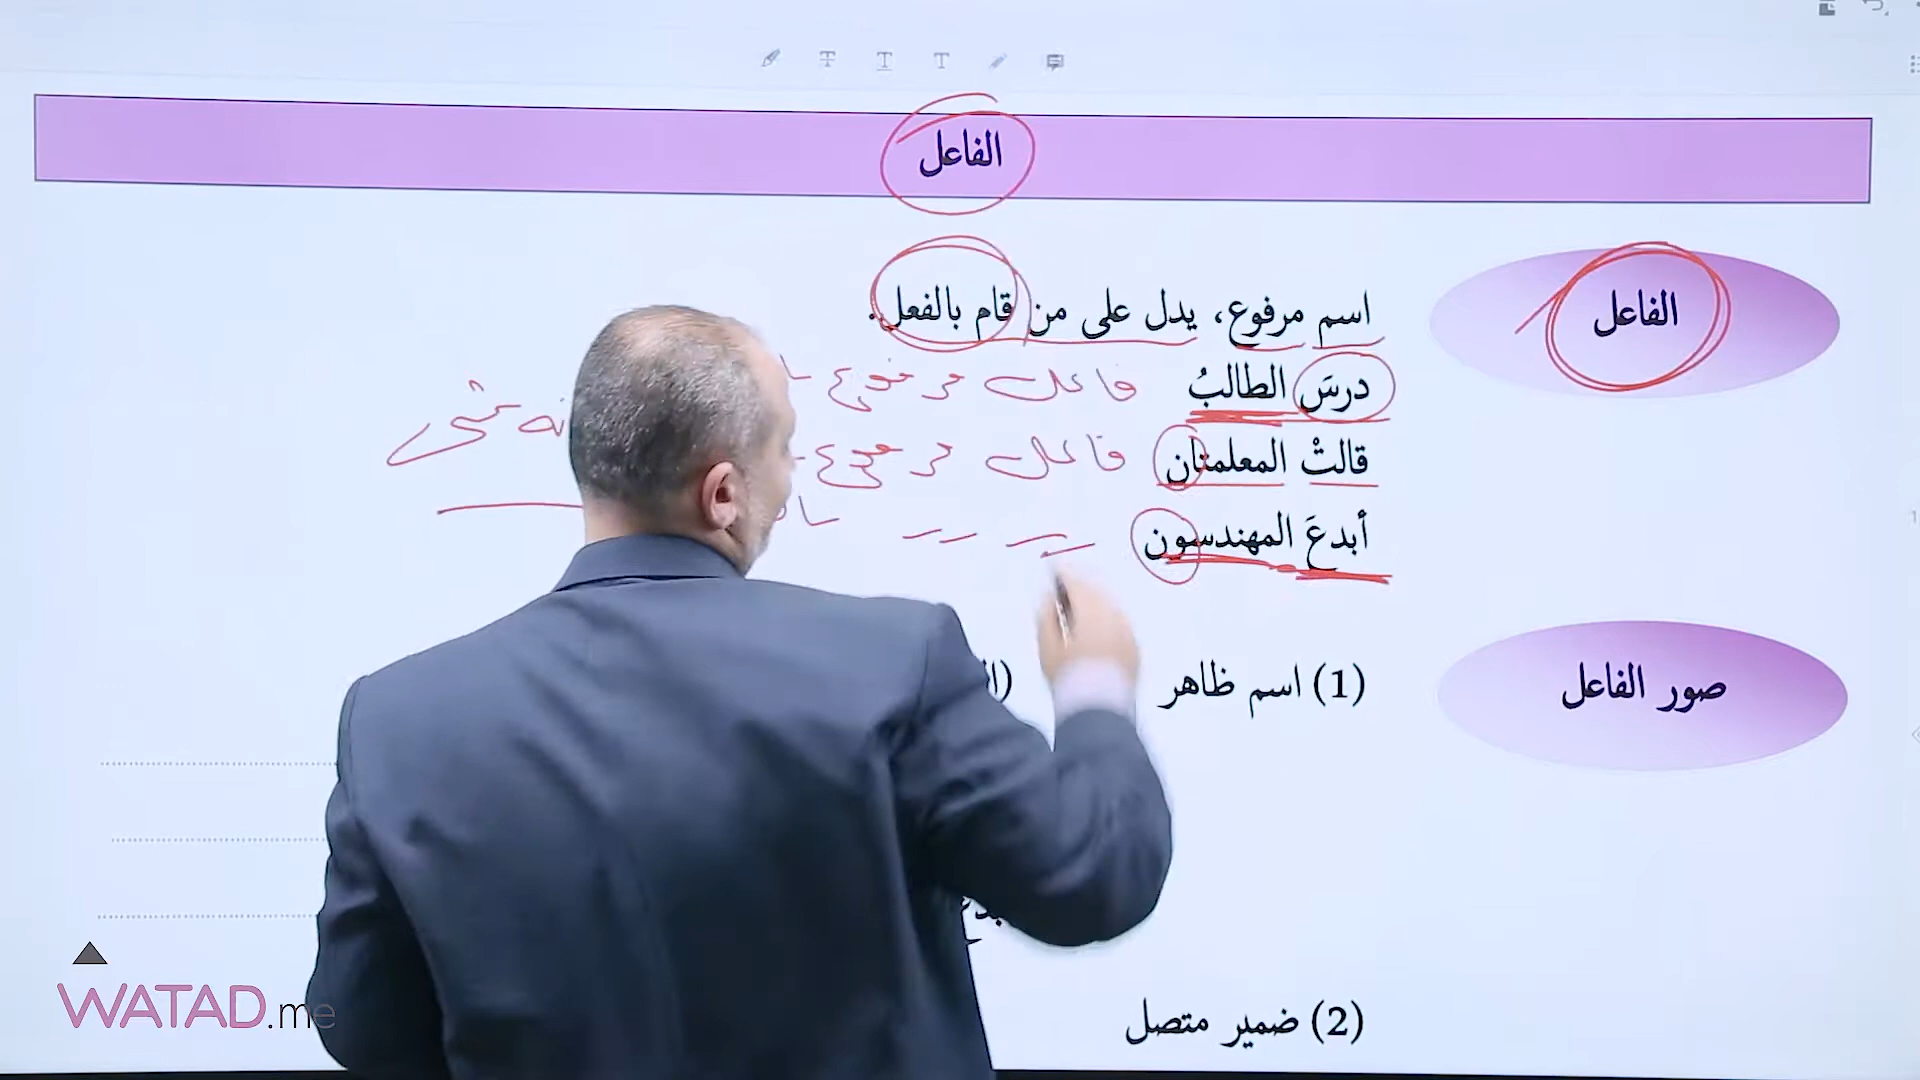 الفاعل
الفاعل
اسم مرفوع، يدل على من قام بالفعل.
درسَ الطالبُ فاعل مرفوع
قالتْ المعلمتان فاعل مرفوع
مثنى
أبدعَ المهندسون
صور الفاعل
(1) اسم ظاهر
(2) ضمير متصل
WATAD.me